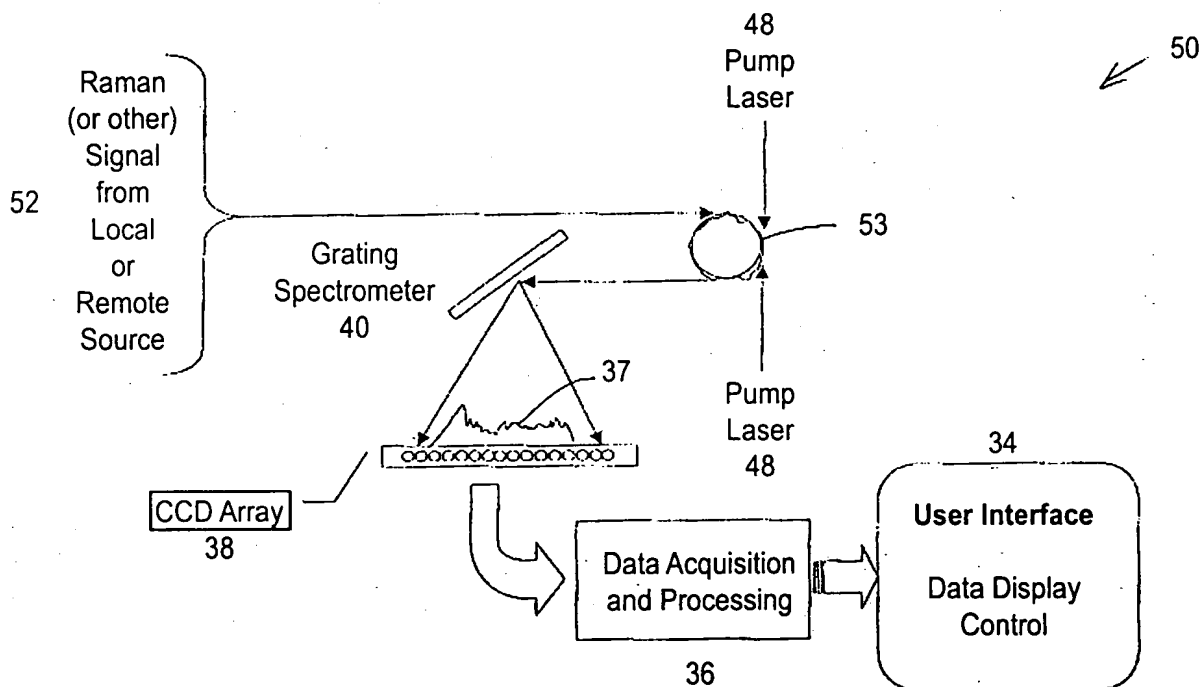 50
48
Pump
Laser
52
Raman
(or other)
Signal
from
Local
or
Remote
Source
53
Grating
Spectrometer
40
37
Pump
Laser
48
CCD Array
38
Data Acquisition
and Processing
36
34
User Interface
Data Display
Control